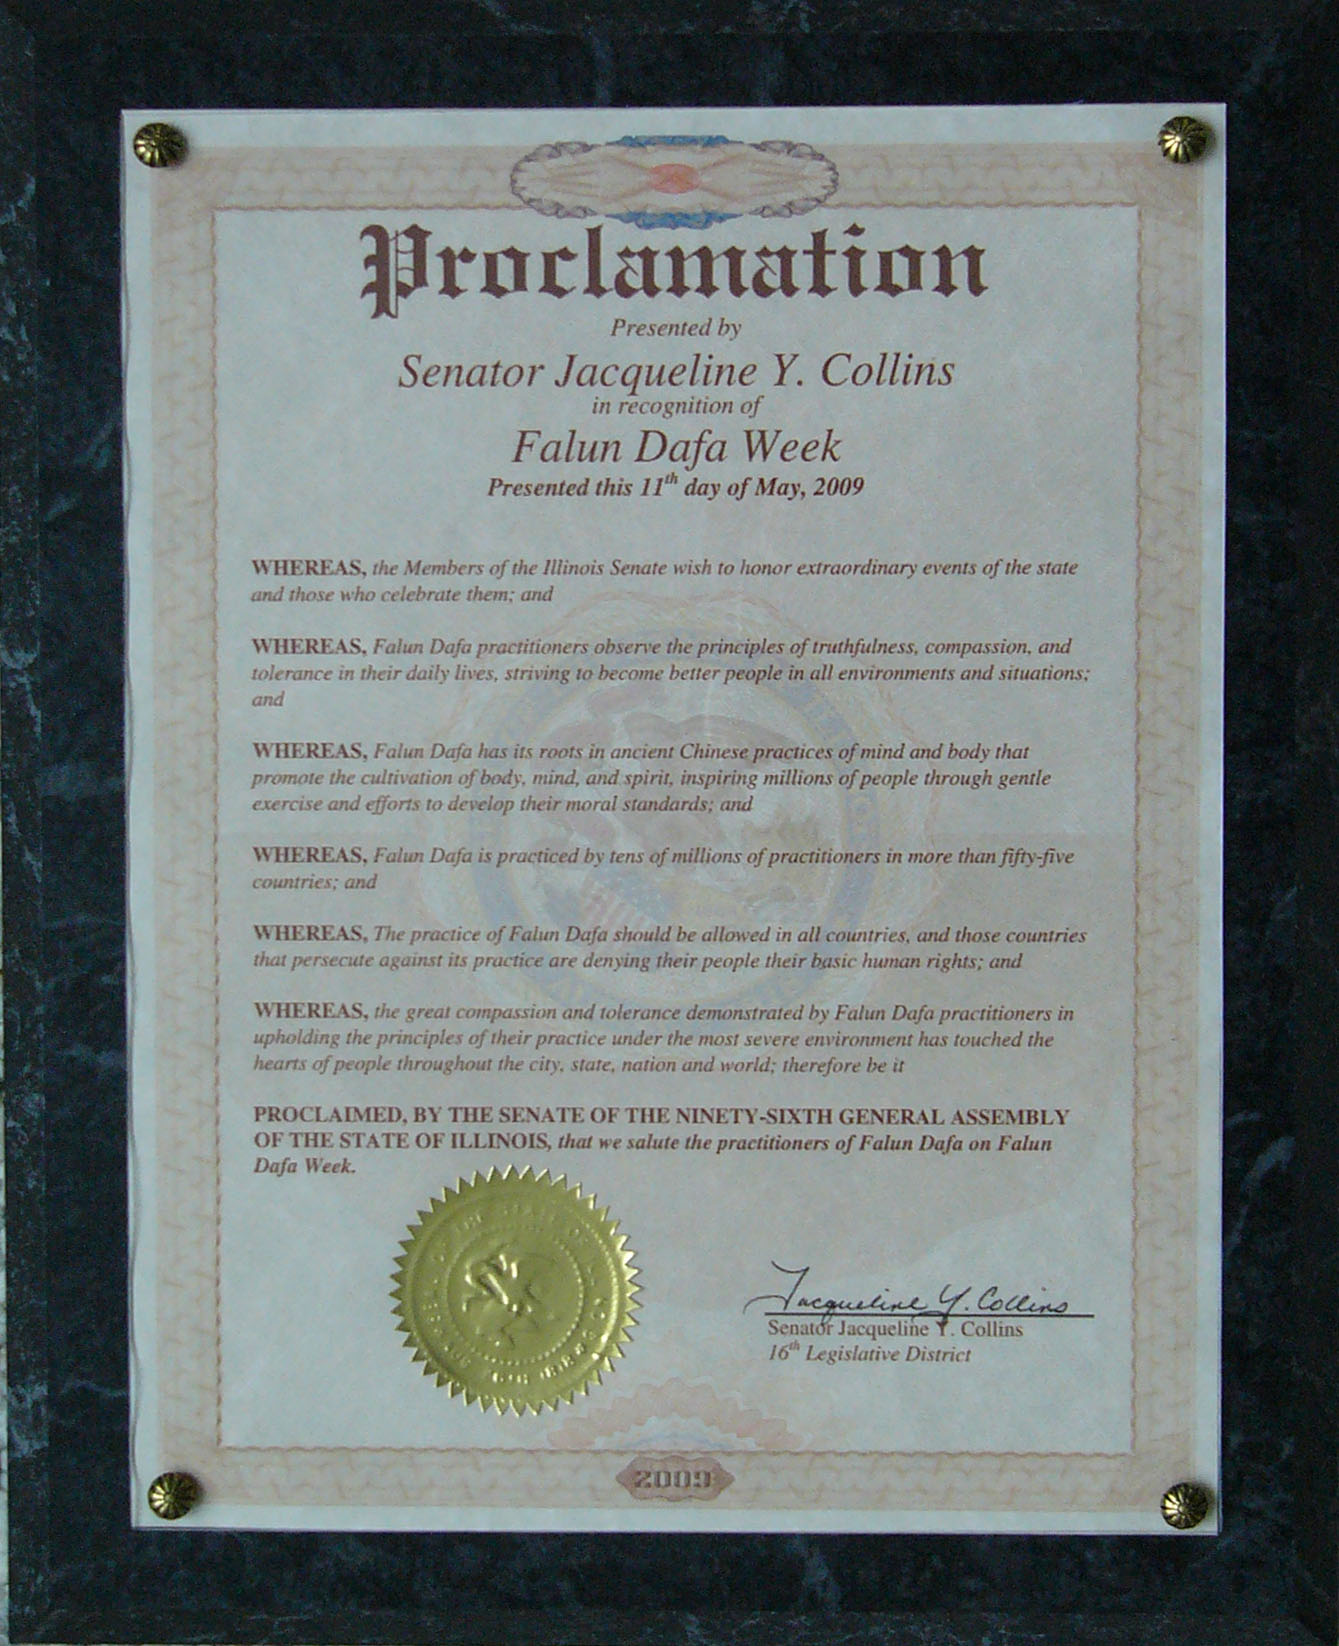 Proclamation
Presented by
Senator Jacqueline Y. Collins
in recognition of
Falun Dafa Week
Presented this 11th day of May, 2009
WHEREAS, the Members of the Illinois Senate wish to honor extraordinary events of the state
and those who celebrate them; and
WHEREAS, Falun Dafa practitioners observe the principles of truthfulness, compassion, and
tolerance in their daily lives, striving to become better people in all environments and situations;
and
WHEREAS, Falun Dafa has its roots in ancient Chinese practices of mind and body that
promote the cultivation of body, mind, and spirit, inspiring millions of people through gentle
exercise and efforts to develop their moral standards; and
WHEREAS, Falun Dafa is practiced by tens of millions of practitioners in more than fifty-five
countries; and
WHEREAS, The practice of Falun Dafa should be allowed in all countries, and those countries
that persecute against its practice are denying their people their basic human rights; and
WHEREAS, the great compassion and tolerance demonstrated by Falun Dafa practitioners in
upholding the principles of their practice under the most severe environment has touched the
hearts of people throughout the city, state, nation and world; therefore be it
PROCLAIMED, BY THE SENATE OF THE NINETY-SIXTH GENERAL ASSEMBLY
OF THE STATE OF ILLINOIS, that we salute the practitioners of Falun Dafa on Falun
Dafa Week.
Jacqueline Y. Collins
Senator Jacqueline Y. Collins
16th Legislative District
2009